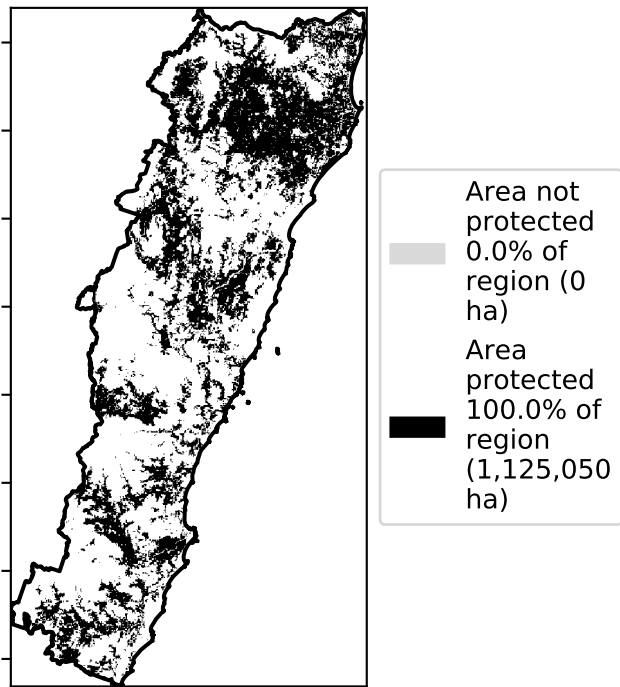 Area not
protected
0.0% of
region (0
ha)
Area
protected
100.0% of
region
(1,125,050
ha)